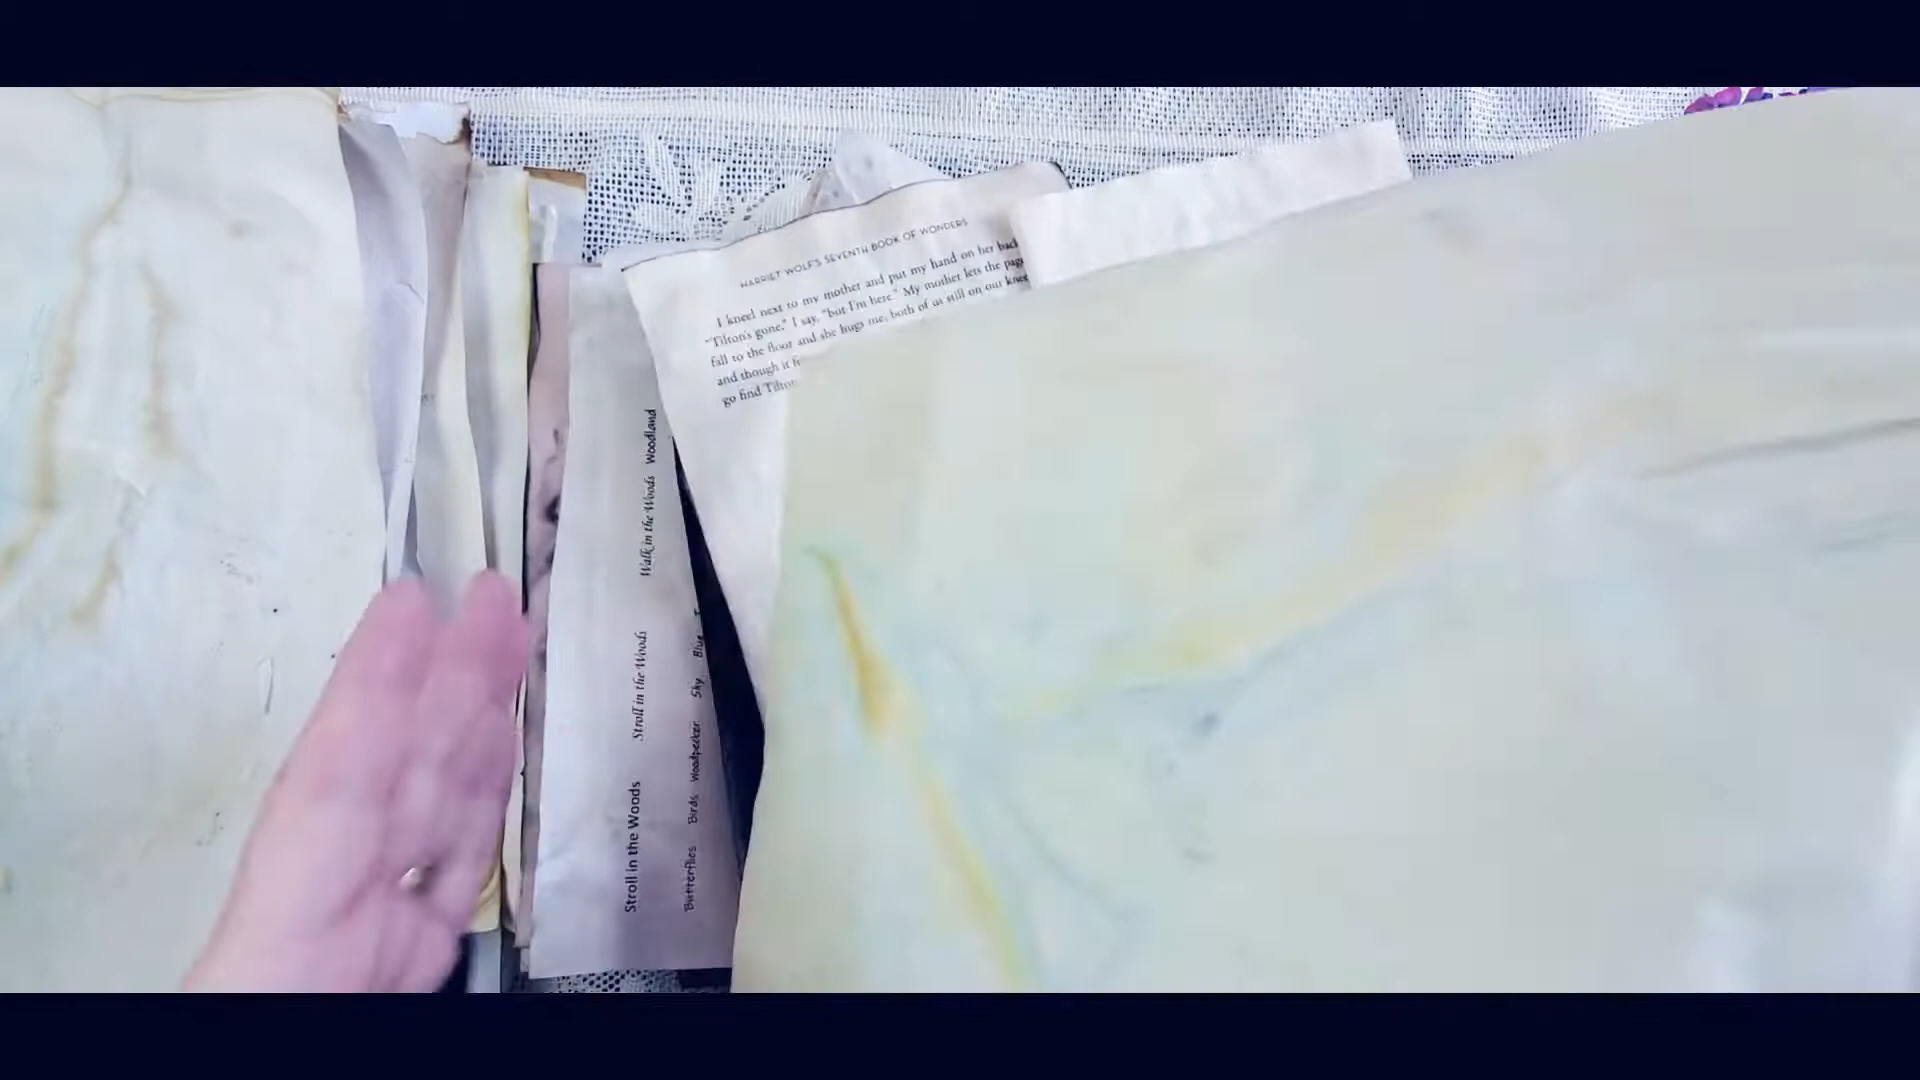 HARRIET WOLF'S SEVENTH BOOK OF WONDERS
I kneel next to my mother and put my hand on her back
"Tilton's gone," I say, "but I'm here." My mother lets the page
fall to the floor and she hugs me, both of us still on our knee
and though it
go find Tilton
Stroll in the Woods Stroll in the Woods Walk in the Woods Woodland
Butterflies Birds Woodpecker Sky Blue